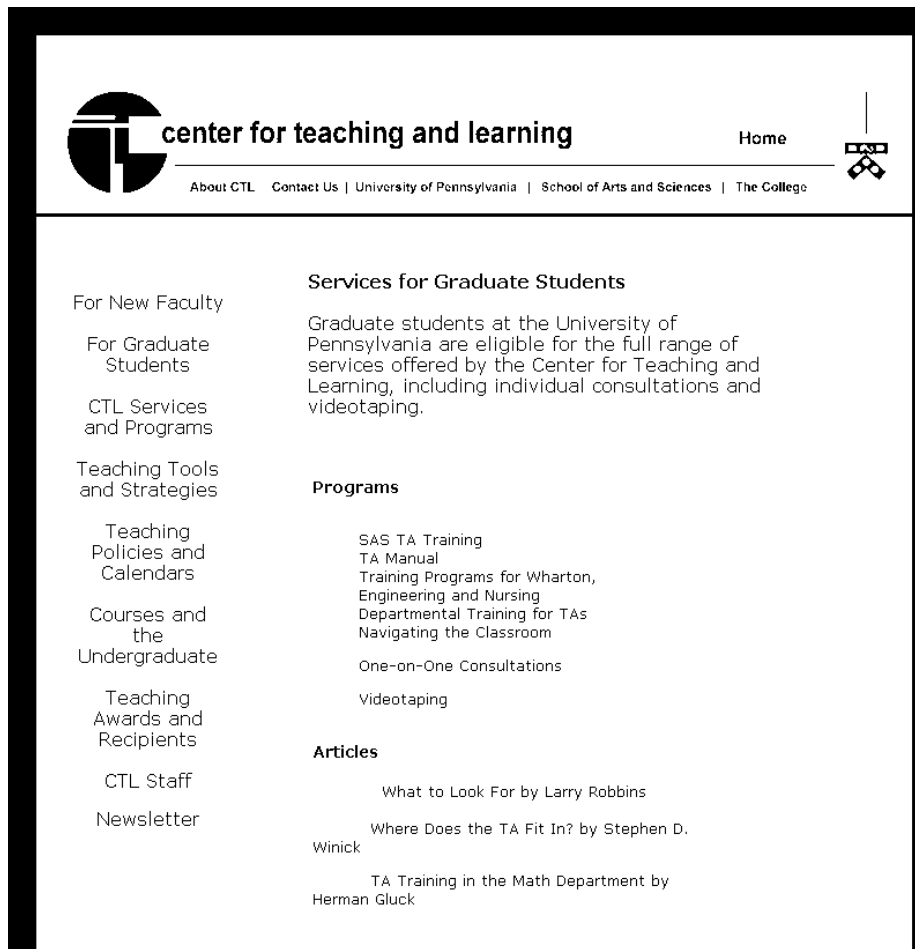 center for teaching and learning
Home
About CTL Contact Us | University of Pennsylvania | School of Arts and Sciences | The College
For New Faculty
For Graduate
Students
CTL Services
and Programs
Teaching Tools
and Strategies
Teaching
Policies and
Calendars
Courses and
the
Undergraduate
Teaching
Awards and
Recipients
CTL Staff
Newsletter
Services for Graduate Students
Graduate students at the University of
Pennsylvania are eligible for the full range of
services offered by the Center for Teaching and
Learning, including individual consultations and
videotaping.
Programs
SAS TA Training
TA Manual
Training Programs for Wharton,
Engineering and Nursing
Departmental Training for TAs
Navigating the Classroom
One-on-One Consultations
Videotaping
Articles
What to Look For by Larry Robbins
Where Does the TA Fit In? by Stephen D.
Winick
TA Training in the Math Department by
Herman Gluck